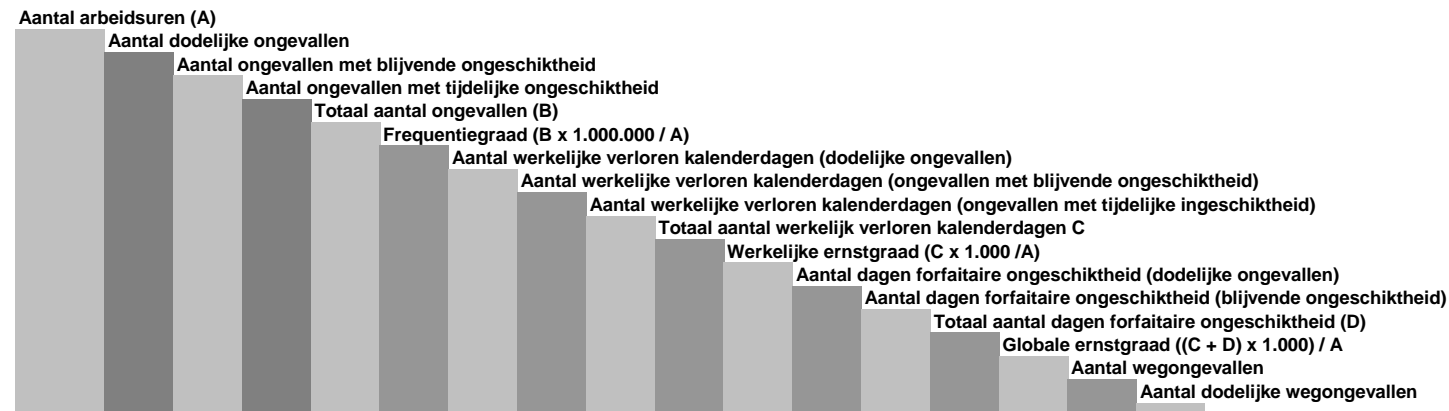 Aantal arbeidsuren (A)
Aantal dodelijke ongevallen
Aantal ongevallen met blijvende ongeschiktheid
Aantal ongevallen met tijdelijke ongeschiktheid
Totaal aantal ongevallen (B)
Frequentiegraad (B x 1.000.000 / A)
Aantal werkelijke verloren kalenderdagen (dodelijke ongevallen)
Aantal werkelijke verloren kalenderdagen (ongevallen met blijvende ongeschiktheid)
Aantal werkelijke verloren kalenderdagen (ongevallen met tijdelijke ingeschiktheid)
Totaal aantal werkelijk verloren kalenderdagen C
Werkelijke ernstgraad (C x 1.000 /A)
Aantal dagen forfaitaire ongeschiktheid (dodelijke ongevallen)
Aantal dagen forfaitaire ongeschiktheid (blijvende ongeschiktheid)
Totaal aantal dagen forfaitaire ongeschiktheid (D)
Globale ernstgraad ((C + D) x 1.000) / A
Aantal wegongevallen
Aantal dodelijke wegongevallen